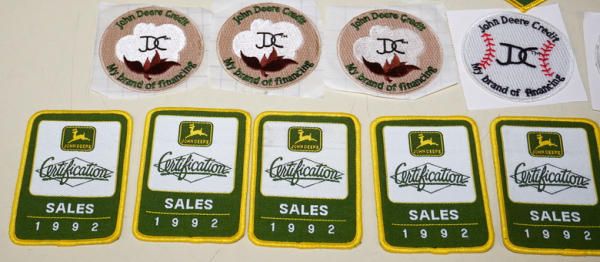 John Deere Credit
JDC
My brand of financing
John Deere Credit
JDC
My brand of financing
John Deere Credit
JDC
My brand of financing
John Deere Credit
JDC
My brand of financing
JOHN DEERE
Certification
SALES
1992
JOHN DEERE
Certification
SALES
1992
JOHN DEERE
Certification
SALES
1992
JOHN DEERE
Certification
SALES
1992
JOHN DEERE
Certification
SALES
1992